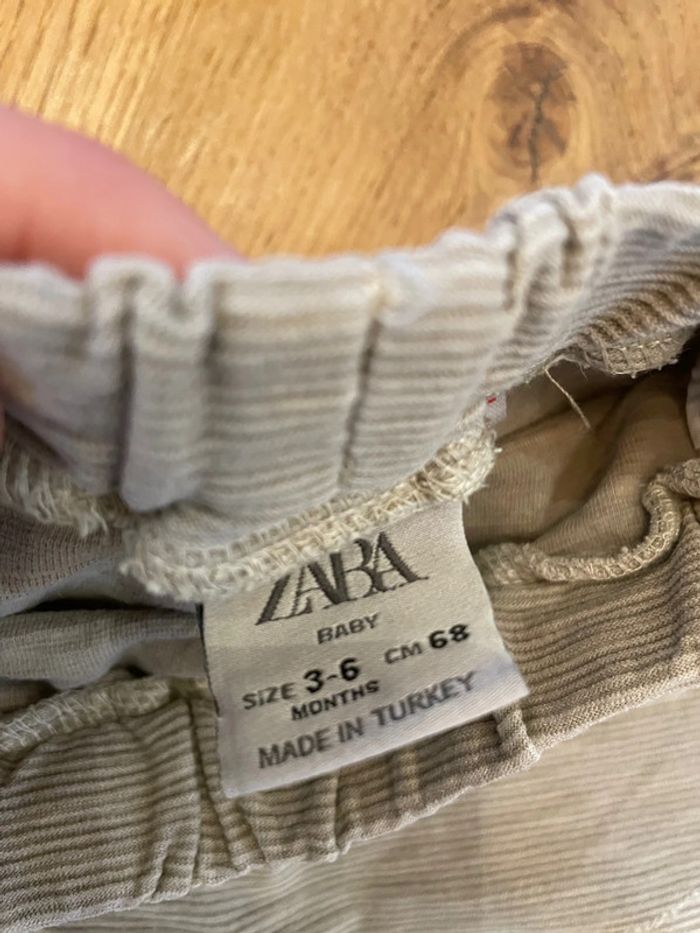 ZARA
BABY
SIZE 3-6 CM 68
MONTHS
MADE IN TURKEY